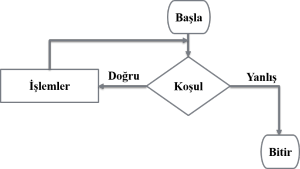 Başla
İşlemler
Doğru
Koşul
Yanlış
Bitir